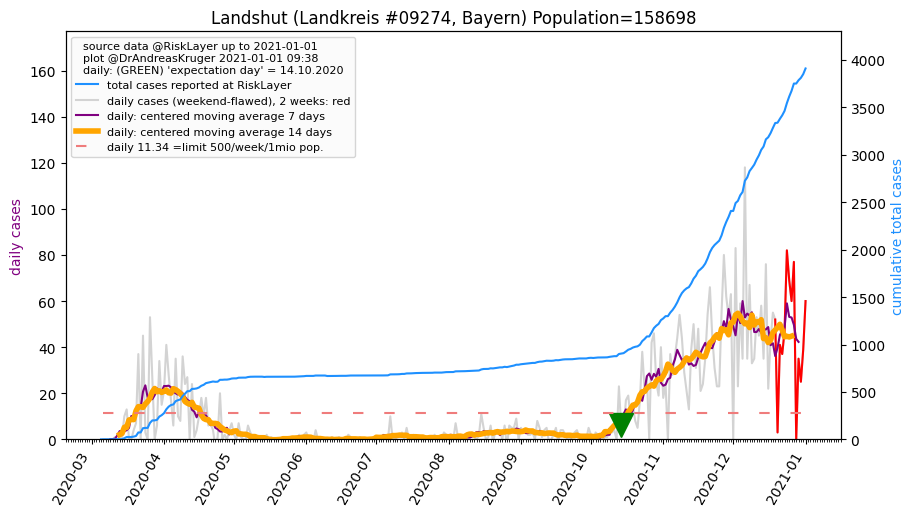 Landshut (Landkreis #09274, Bayern) Population=158698
source data @RiskLayer up to 2021-01-01
plot @DrAndreasKruger 2021-01-01 09:38
daily: (GREEN) 'expectation day' = 14.10.2020
total cases reported at RiskLayer
daily cases (weekend-flawed), 2 weeks: red
daily: centered moving average 7 days
daily: centered moving average 14 days
daily 11.34 =limit 500/week/1mio pop.
daily cases
160
140
120
100
80
60
40
20
0
cumulative total cases
4000
3500
3000
2500
2000
1500
1000
500
0
2020-03
2020-04
2020-05
2020-06
2020-07
2020-08
2020-09
2020-10
2020-11
2020-12
2021-01